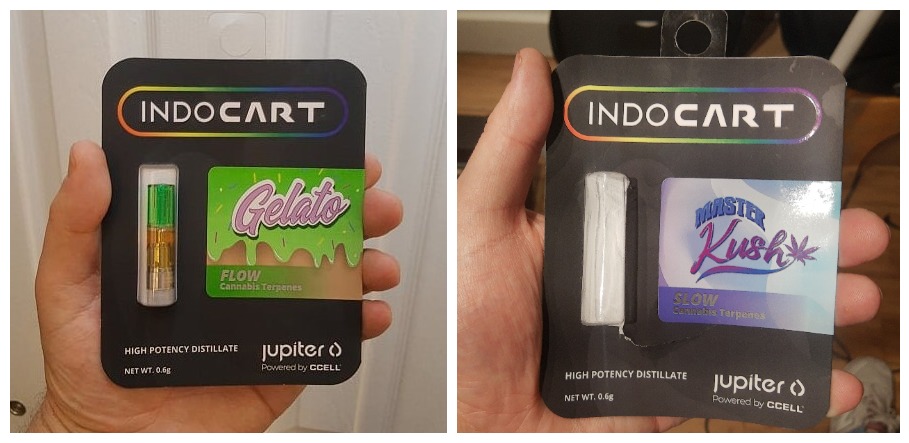 INDOCART
Gelato
FLOW
Cannabis Terpenes
HIGH POTENCY DISTILLATE
NET WT. 0.6g
jupiter
Powered by CCELL
INDOCART
MASTER
Kush
SLOW
Cannabis Terpenes
HIGH POTENCY DISTILLATE
NET WT. 0.6g
jupiter
Powered by CCELL